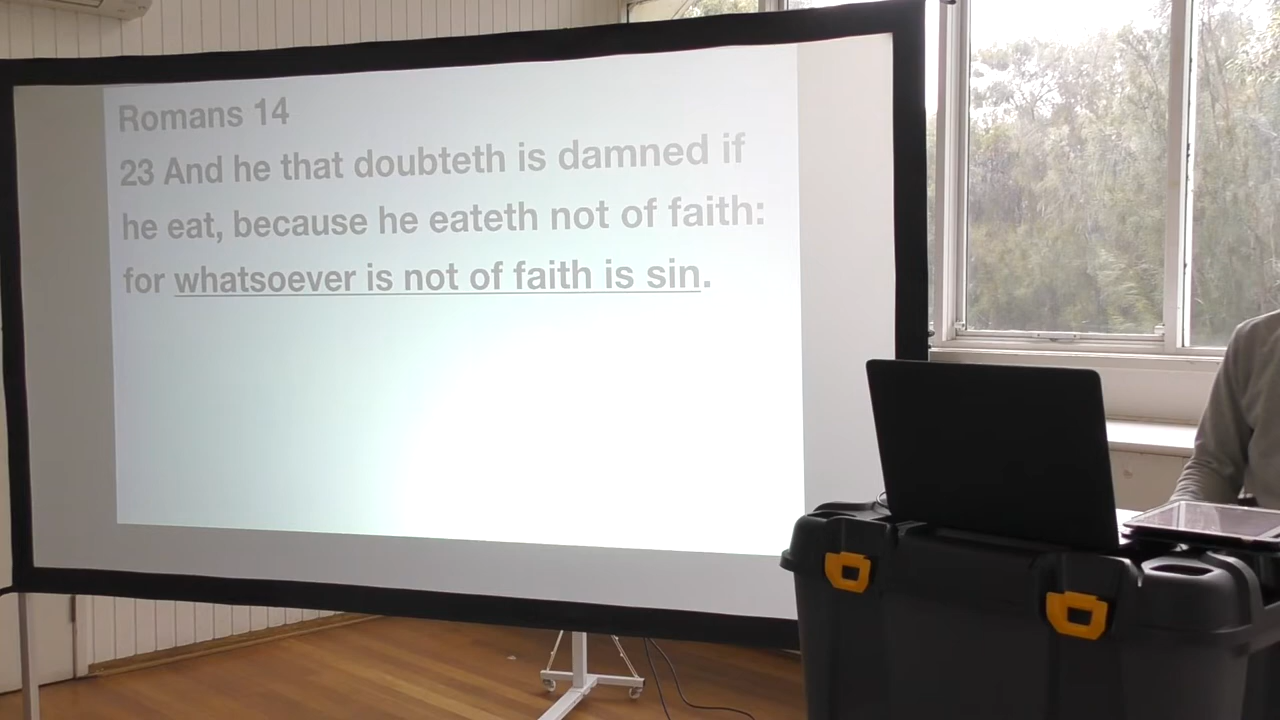 Romans 14
23 And he that doubteth is damned if
he eat, because he eateth not of faith:
for whatsoever is not of faith is sin.